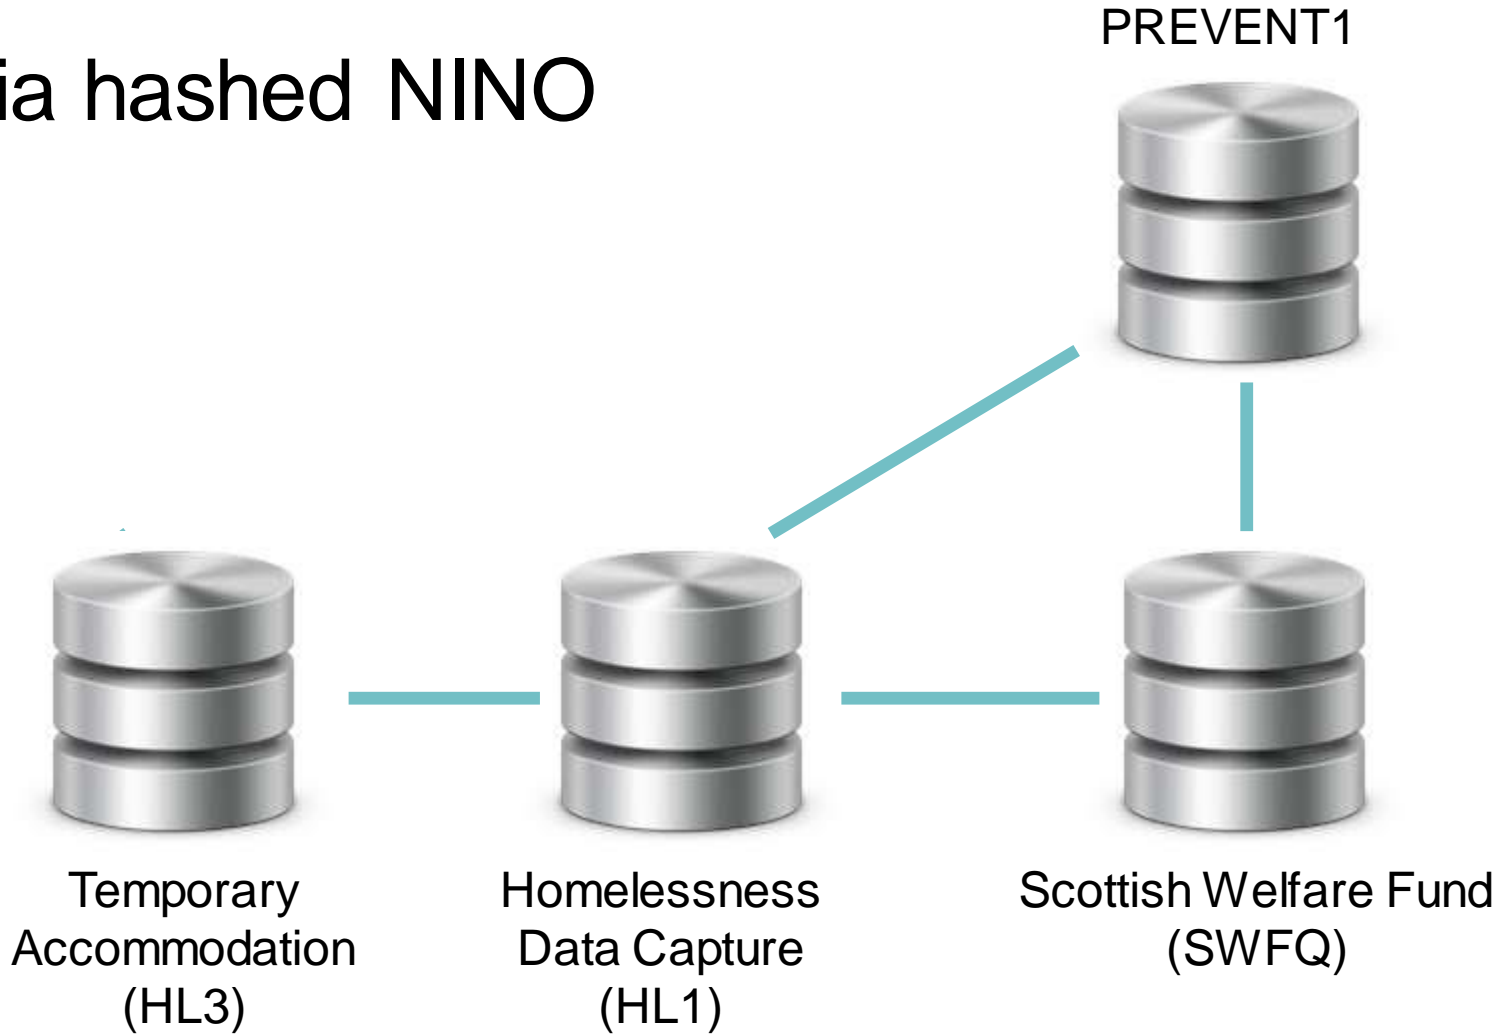 PREVENT1
ia hashed NINO
Temporary
Accommodation
(HL3)
Homelessness
Data Capture
(HL1)
Scottish Welfare Fund
(SWFQ)